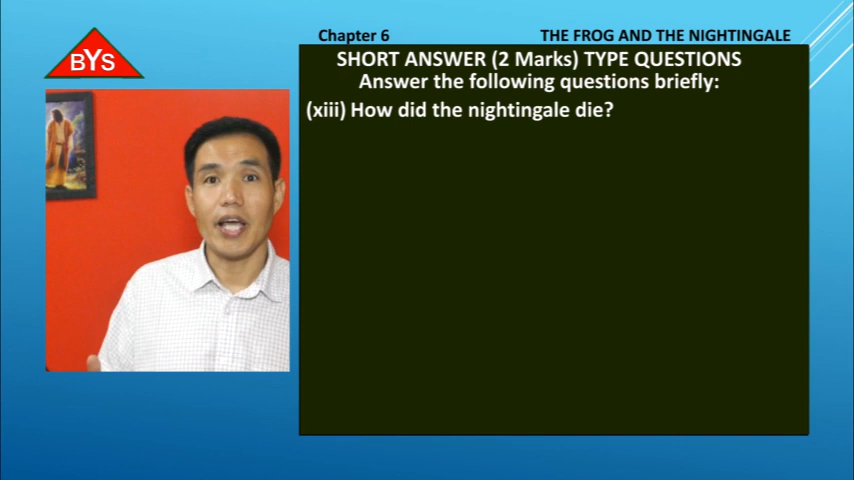 BYS
Chapter 6 THE FROG AND THE NIGHTINGALE
SHORT ANSWER (2 Marks) TYPE QUESTIONS
Answer the following questions briefly:
(xiii) How did the nightingale die?